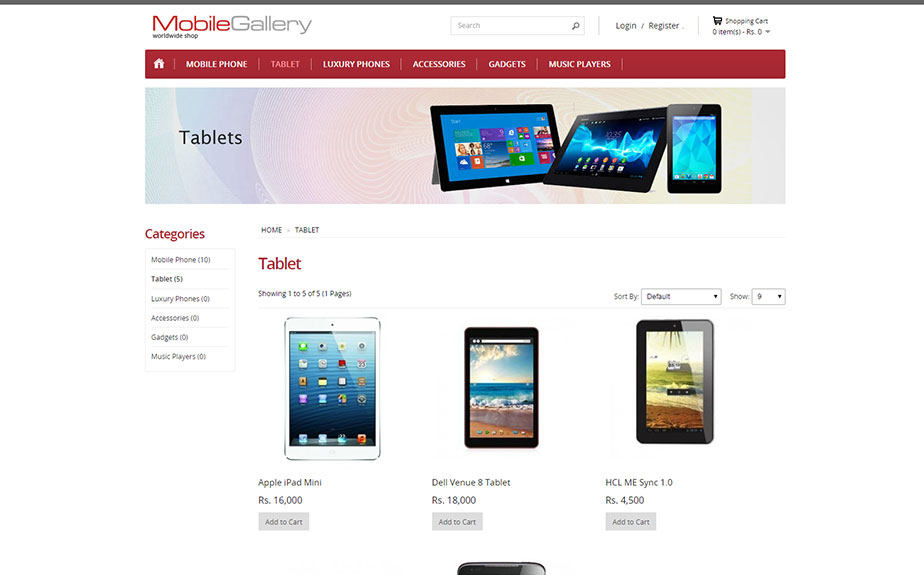 MobileGallery
worldwide shop
Search
Login / Register .
Shopping Cart
0 item(s) - Rs. 0
MOBILE PHONE
TABLET
LUXURY PHONES
ACCESSORIES
GADGETS
MUSIC PLAYERS
Tablets
Start
Categories
Mobile Phone (10)
Tablet (5)
Luxury Phones (0)
Accessories (0)
Gadgets (0)
Music Players (0)
HOME » TABLET
Tablet
Showing 1 to 5 of 5 (1 Pages)
Sort By: Default
Show: 9
Apple iPad Mini
Rs. 16,000
Add to Cart
Dell Venue 8 Tablet
Rs. 18,000
Add to Cart
HCL ME Sync 1.0
Rs. 4,500
Add to Cart